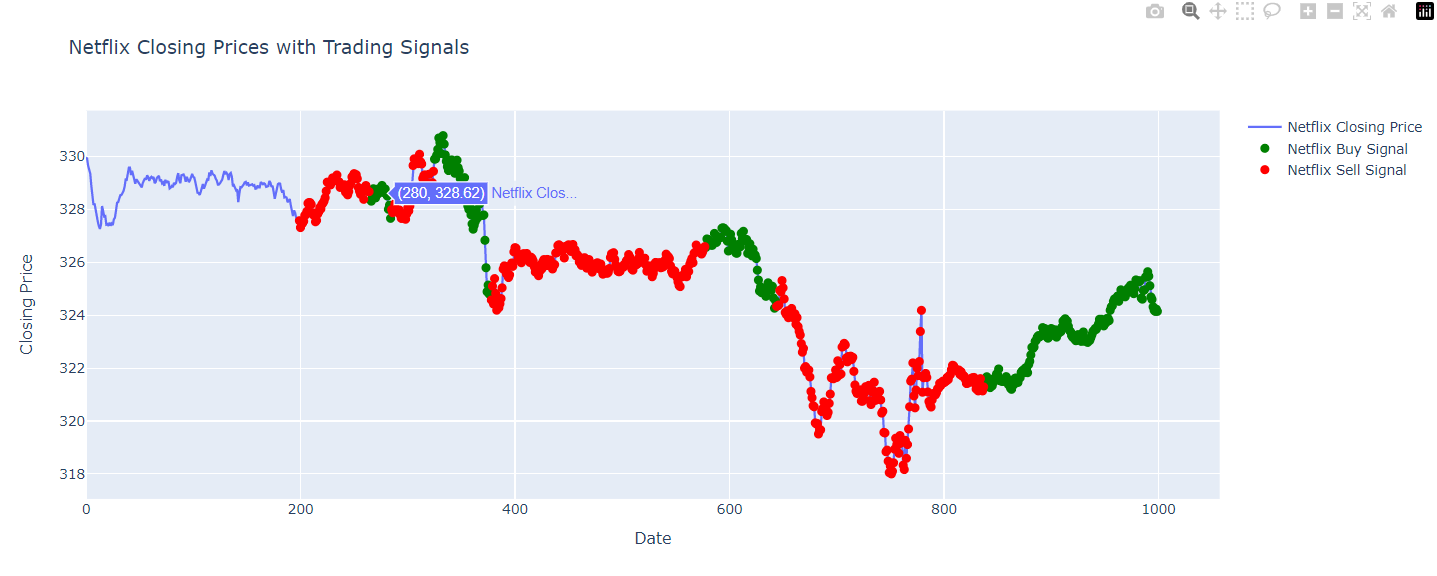 Netflix Closing Prices with Trading Signals
Netflix Closing Price
Netflix Buy Signal
Netflix Sell Signal
(280, 328.62) Netflix Clos...
Closing Price
330
328
326
324
322
320
318
0 200 400 600 800 1000
Date